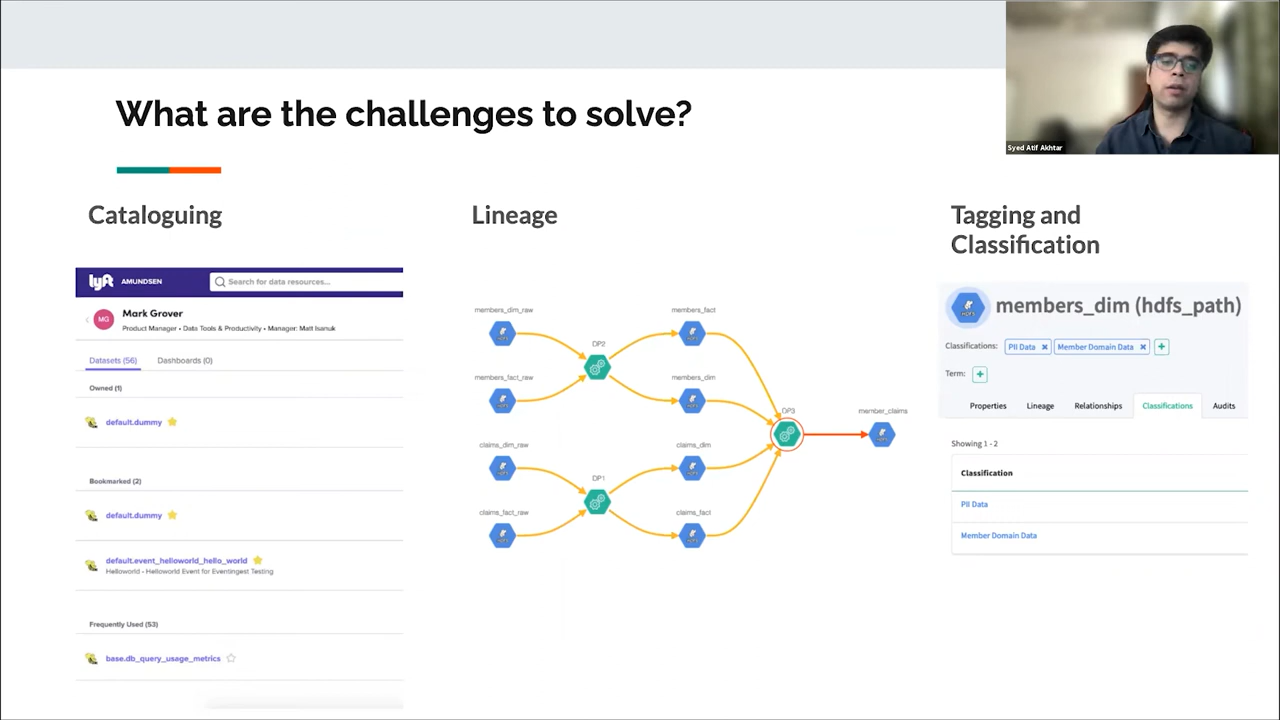 What are the challenges to solve?
Syed Atif Akhtar
Cataloguing
lyft AMUNDSEN Search for data resources...
MG Mark Grover
Product Manager • Data Tools & Productivity • Manager: Matt Isanuk
Datasets (56) Dashboards (0)
Owned (1)
default.dummy
Bookmarked (2)
default.dummy
default.event_helloworld_hello_world
Helloworld - Helloworld Event for Eventingest Testing
Frequently Used (53)
base.db_query_usage_metrics
Lineage
members_dim_raw members_fact
DP2
members_fact_raw members_dim
DP3 member_claims
claims_dim_raw claims_dim
DP1
claims_fact_raw claims_fact
Tagging and
Classification
HDFS members_dim (hdfs_path)
Classifications: PII Data × Member Domain Data × +
Term: +
Properties Lineage Relationships Classifications Audits
Showing 1 - 2
Classification
PII Data
Member Domain Data